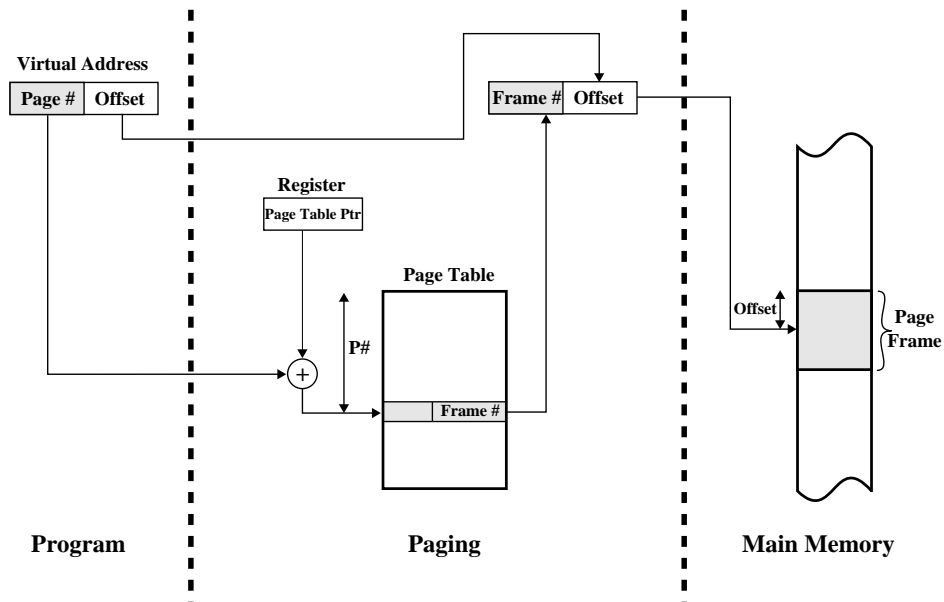 Virtual Address
Page #
Offset
Frame #
Offset
Register
Page Table Ptr
Page Table
P#
+
Frame #
Offset
Page
Frame
Program
Paging
Main Memory